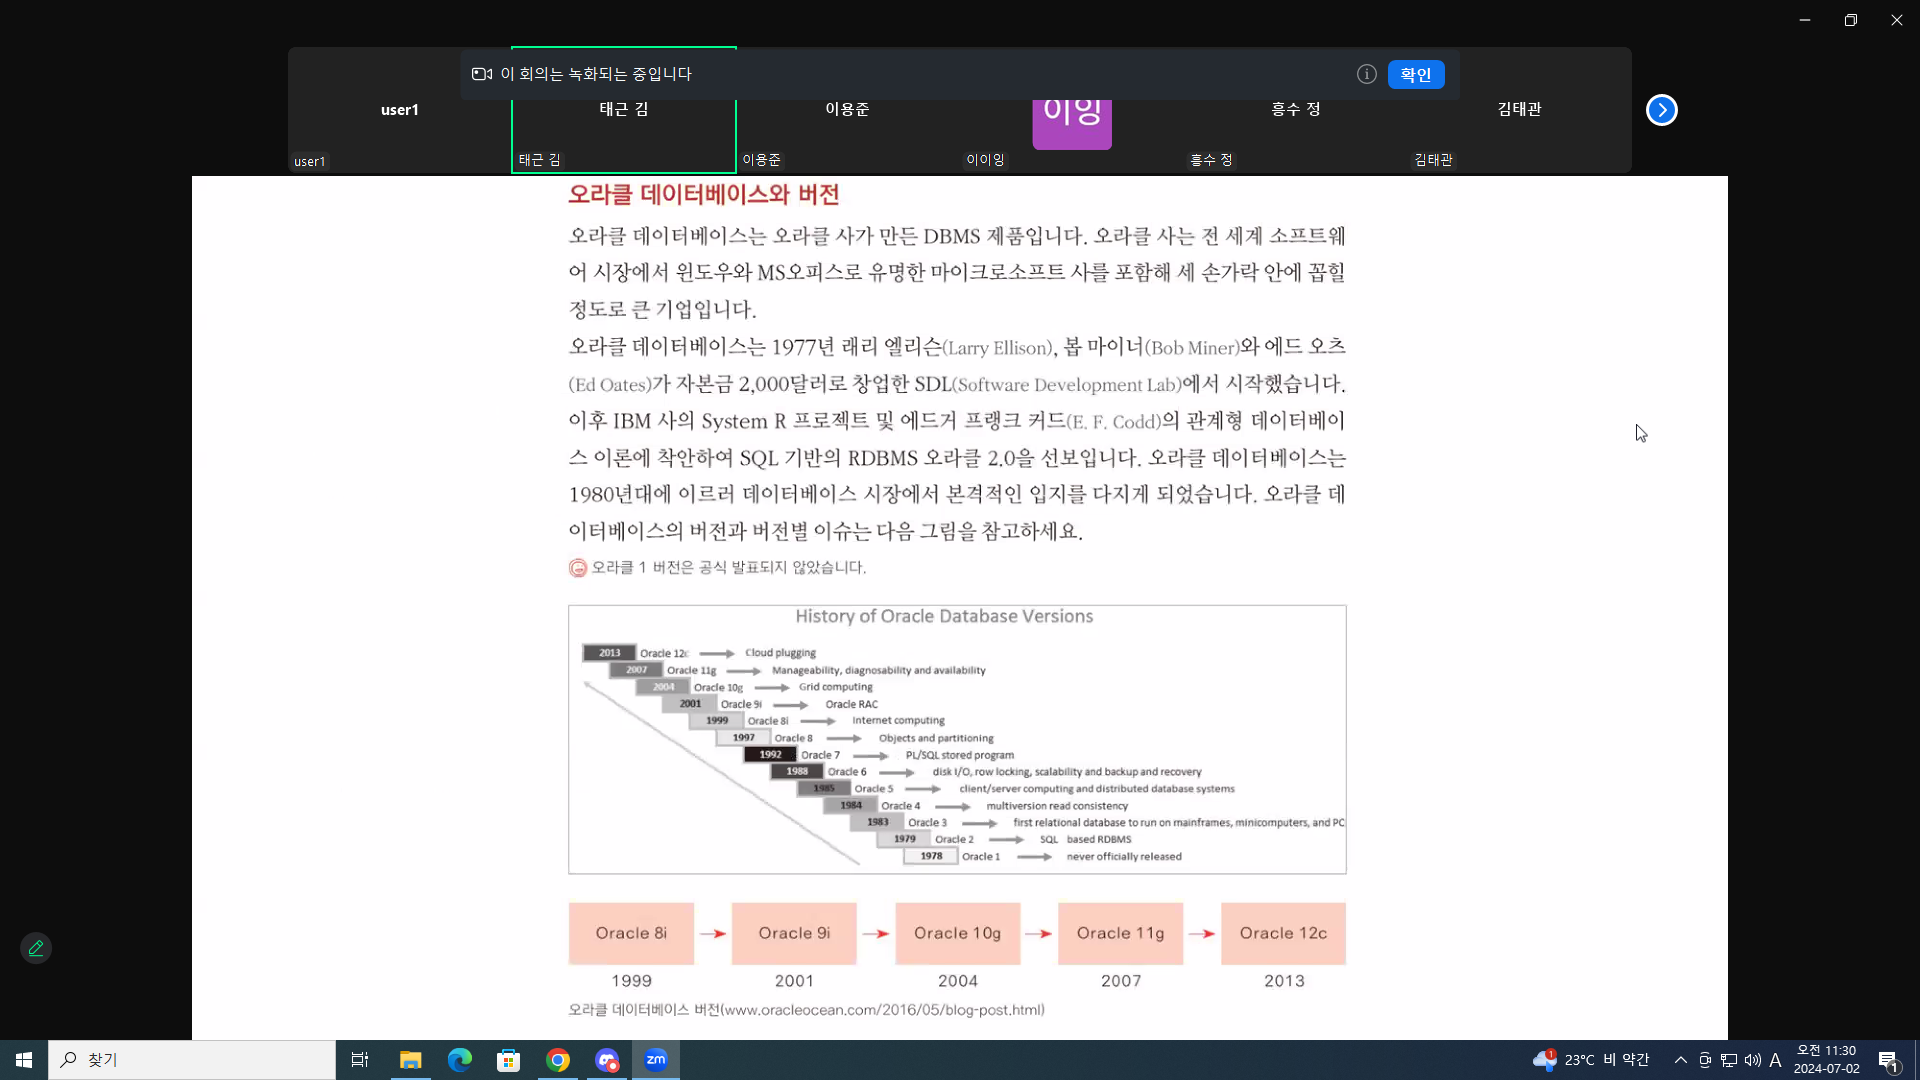 이 회의는 녹화되는 중입니다
확인
user1
태근 김
이용준
이잉
흥수 정
김태관
user1
태근 김
이용준
이이잉
흥수 정
김태관
오라클 데이터베이스와 버전
오라클 데이터베이스는 오라클 사가 만든 DBMS 제품입니다. 오라클 사는 전 세계 소프트웨
어 시장에서 윈도우와 MS오피스로 유명한 마이크로소프트 사를 포함해 세 손가락 안에 꼽힐
정도로 큰 기업입니다.
오라클 데이터베이스는 1977년 래리 엘리슨(Larry Ellison), 봅 마이너(Bob Miner)와 에드 오츠
(Ed Oates)가 자본금 2,000달러로 창업한 SDL(Software Development Lab)에서 시작했습니다.
이후 IBM 사의 System R 프로젝트 및 에드거 프랭크 커드(E. F. Codd)의 관계형 데이터베이
스 이론에 착안하여 SQL 기반의 RDBMS 오라클 2.0을 선보입니다. 오라클 데이터베이스는
1980년대에 이르러 데이터베이스 시장에서 본격적인 입지를 다지게 되었습니다. 오라클 데
이터베이스의 버전과 버전별 이슈는 다음 그림을 참고하세요.
오라클 1 버전은 공식 발표되지 않았습니다.
History of Oracle Database Versions
2013 Oracle 12c Cloud plugging
2007 Oracle 11g Manageability, diagnosability and availability
2004 Oracle 10g Grid computing
2001 Oracle 9i Oracle RAC
1999 Oracle 8i Internet computing
1997 Oracle 8 Objects and partitioning
1992 Oracle 7 PL/SQL stored program
1988 Oracle 6 disk I/O, row locking, scalability and backup and recovery
1985 Oracle 5 client/server computing and distributed database systems
1984 Oracle 4 multiversion read consistency
1983 Oracle 3 first relational database to run on mainframes, minicomputers, and PC
1979 Oracle 2 SQL based RDBMS
1978 Oracle 1 never officially released
Oracle 8i Oracle 9i Oracle 10g Oracle 11g Oracle 12c
1999 2001 2004 2007 2013
오라클 데이터베이스 버전(www.oracleocean.com/2016/05/blog-post.html)
찾기
zm
1
23°C 비 약간
A
오전 11:30
2024-07-02
1